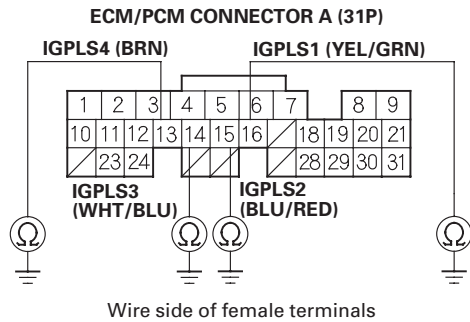 ECM/PCM CONNECTOR A (31P)
IGPLS4 (BRN) IGPLS1 (YEL/GRN)
1 2 3 4 5 6 7 8 9
10 11 12 13 14 15 16 18 19 20 21
23 24 28 29 30 31
IGPLS3 IGPLS2
(WHT/BLU) (BLU/RED)
Ω Ω Ω Ω
Wire side of female terminals